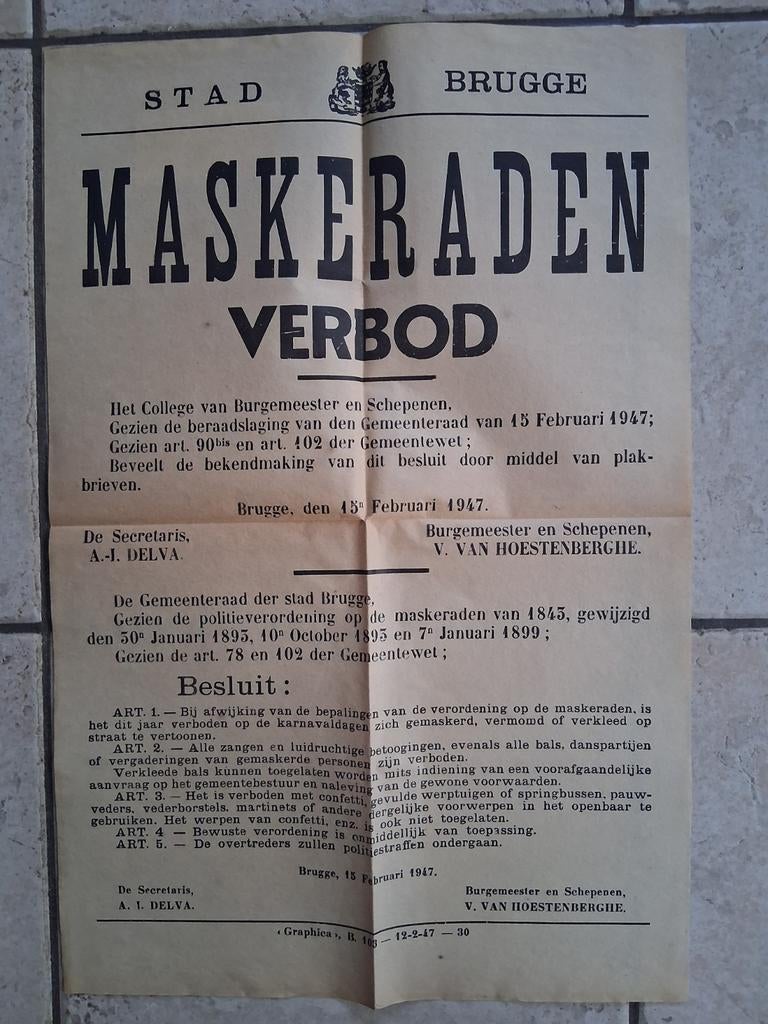 STAD BRUGGE
MASKERADEN
VERBOD
Het College van Burgemeester en Schepenen,
Gezien de beraadslaging van den Gemeenteraad van 15 Februari 1947;
Gezien art. 90bis en art. 102 der Gemeentewet ;
Beveelt de bekendmaking van dit besluit door middel van plak-
brieven.
Brugge, den 15n Februari 1947.
De Secretaris,
A.-J. DELVA.
Burgemeester en Schepenen,
V. VAN HOESTENBERGHE.
De Gemeenteraad der stad Brugge,
Gezien de politieverordening op de maskeraden van 1843, gewijzigd
den 30n Januari 1893, 10n October 1893 en 7n Januari 1899 ;
Gezien de art. 78 en 102 der Gemeentewet ;
Besluit :
ART. 1. — Bij afwijking van de bepalingen van de verordening op de maskeraden, is
het dit jaar verboden op de karnavaldagen zich gemaskerd, vermomd of verkleed op
straat te vertoonen.
ART. 2. — Alle zangen en luidruchtige betoogingen, evenals alle bals, danspartijen
of vergaderingen van gemaskerde personen zijn verboden.
Verkleede bals kunnen toegelaten worden mits indiening van een voorafgaandelijke
aanvraag op het gemeentebestuur en naleving van de gewone voorwaarden.
ART. 3. — Het is verboden met confetti, gevulde werptuigen of springbussen, pauw-
veders, vederborstels, martinets of andere dergelijke voorwerpen in het openbaar te
gebruiken. Het werpen van confetti, enz. is ook niet toegelaten.
ART. 4 — Bewuste verordening is onmiddellijk van toepassing.
ART. 5. — De overtreders zullen politiestraffen ondergaan.
Brugge, 15 Februari 1947.
De Secretaris,
A. J. DELVA.
Burgemeester en Schepenen,
V. VAN HOESTENBERGHE.
« Graphica », B. 103 — 12-2-47 — 30